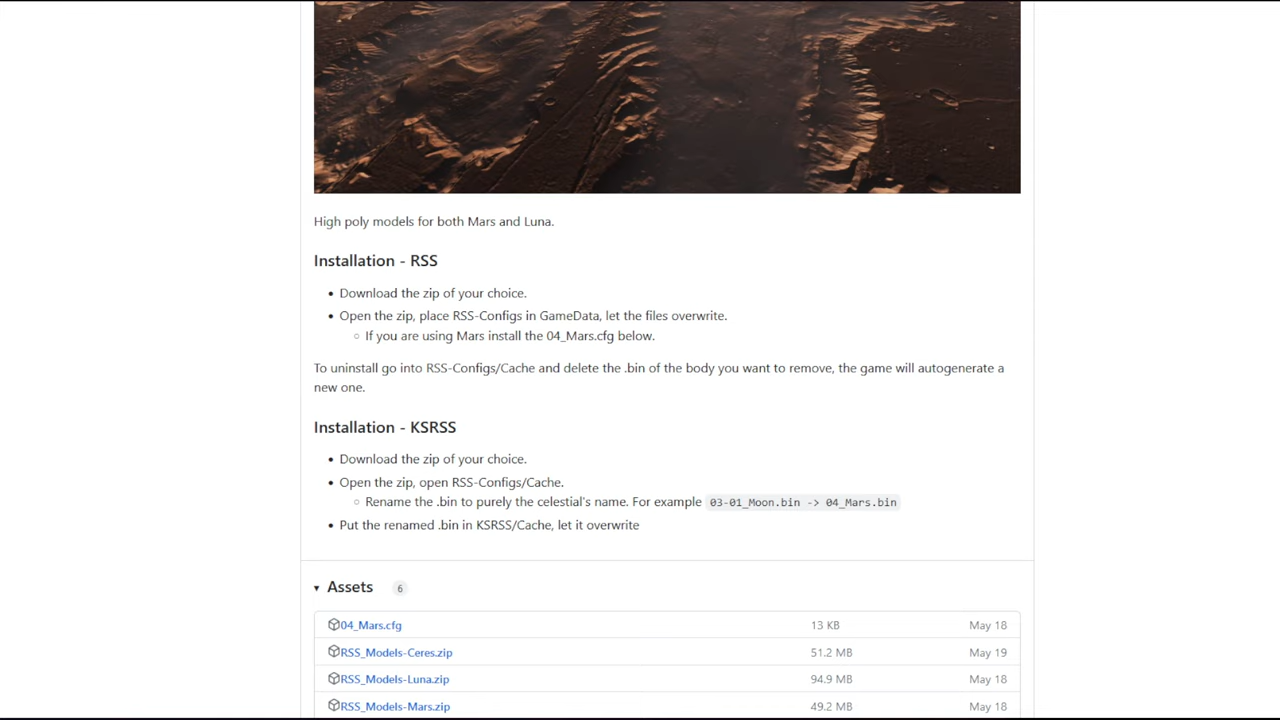 High poly models for both Mars and Luna.
Installation - RSS
• Download the zip of your choice.
• Open the zip, place RSS-Configs in GameData, let the files overwrite.
◦ If you are using Mars install the 04_Mars.cfg below.
To uninstall go into RSS-Configs/Cache and delete the .bin of the body you want to remove, the game will autogenerate a
new one.
Installation - KSRSS
• Download the zip of your choice.
• Open the zip, open RSS-Configs/Cache.
◦ Rename the .bin to purely the celestial's name. For example 03-01_Moon.bin -> 04_Mars.bin
• Put the renamed .bin in KSRSS/Cache, let it overwrite
Assets 6
04_Mars.cfg 13 KB May 18
RSS_Models-Ceres.zip 51.2 MB May 19
RSS_Models-Luna.zip 94.9 MB May 18
RSS_Models-Mars.zip 49.2 MB May 18